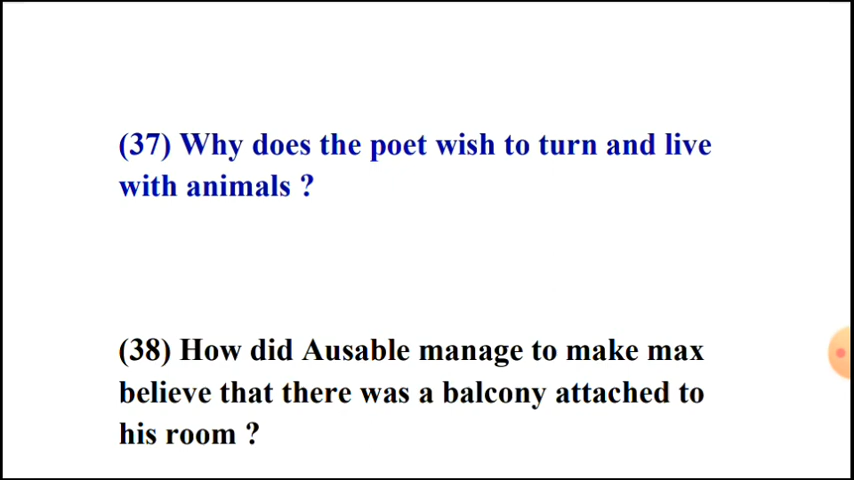 (37) Why does the poet wish to turn and live
with animals ?
(38) How did Ausable manage to make max
believe that there was a balcony attached to
his room ?